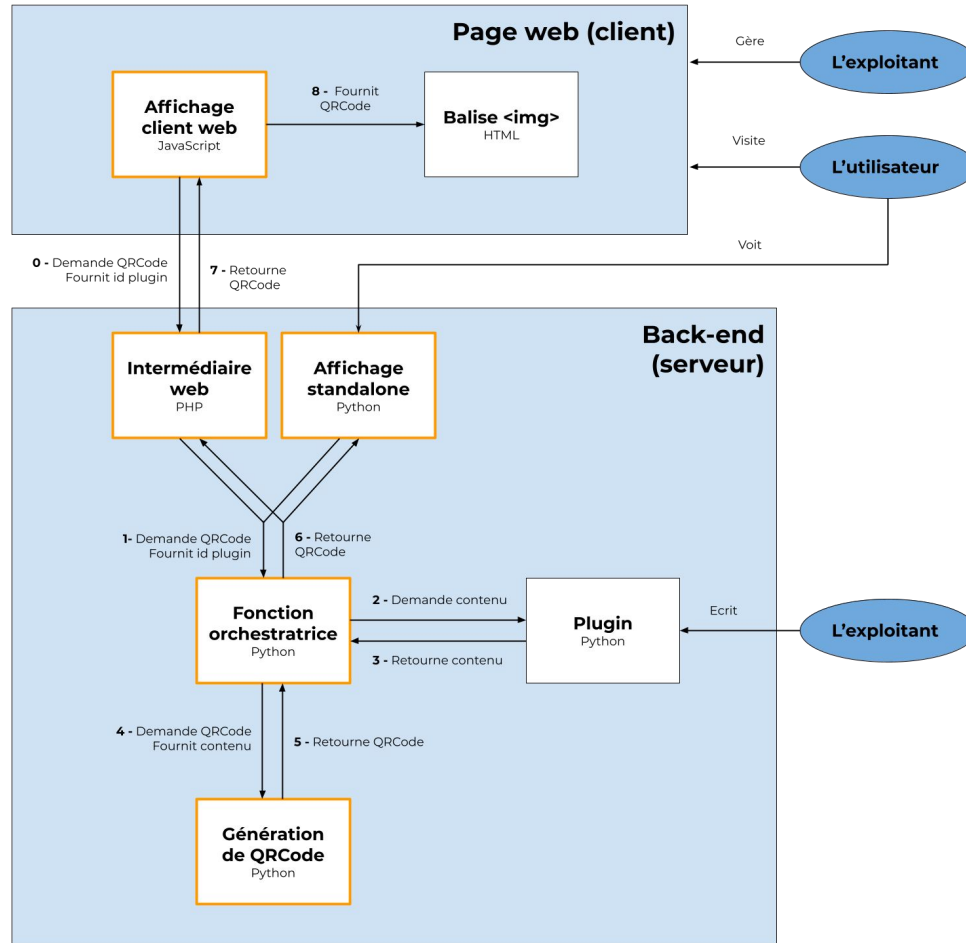 Page web (client)
Gère
L'exploitant
Affichage
client web
JavaScript
8 - Fournit
QRCode
Balise <img>
HTML
Visite
L'utilisateur
Voit
0 - Demande QRCode
Fournit id plugin
7 - Retourne
QRCode
Back-end
(serveur)
Intermédiaire
web
PHP
Affichage
standalone
Python
1- Demande QRCode
Fournit id plugin
6 - Retourne
QRCode
Fonction
orchestratrice
Python
2 - Demande contenu
3 - Retourne contenu
Plugin
Python
Ecrit
L'exploitant
4 - Demande QRCode
Fournit contenu
5 - Retourne QRCode
Génération
de QRCode
Python